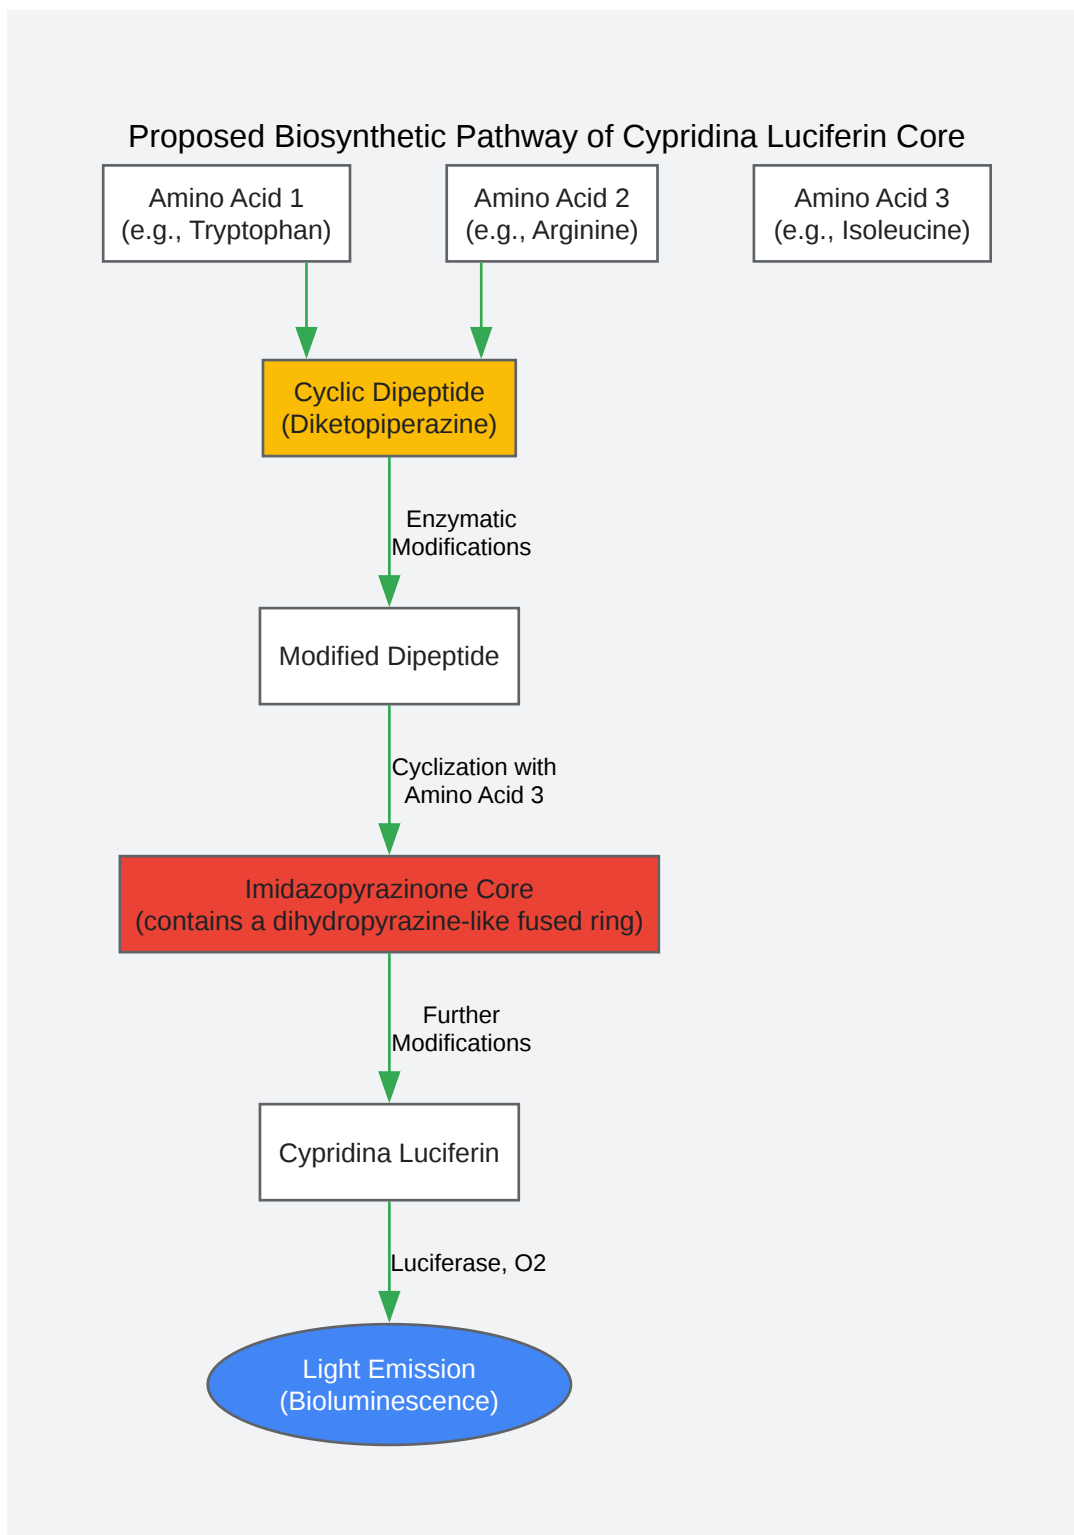 Proposed Biosynthetic Pathway of Cypridina Luciferin Core
Amino Acid 1
(e.g., Tryptophan)
Amino Acid 2
(e.g., Arginine)
Amino Acid 3
(e.g., Isoleucine)
Cyclic Dipeptide
(Diketopiperazine)
Enzymatic
Modifications
Modified Dipeptide
Cyclization with
Amino Acid 3
Imidazopyrazinone Core
(contains a dihydropyrazine-like fused ring)
Further
Modifications
Cypridina Luciferin
Luciferase, O2
Light Emission
(Bioluminescence)